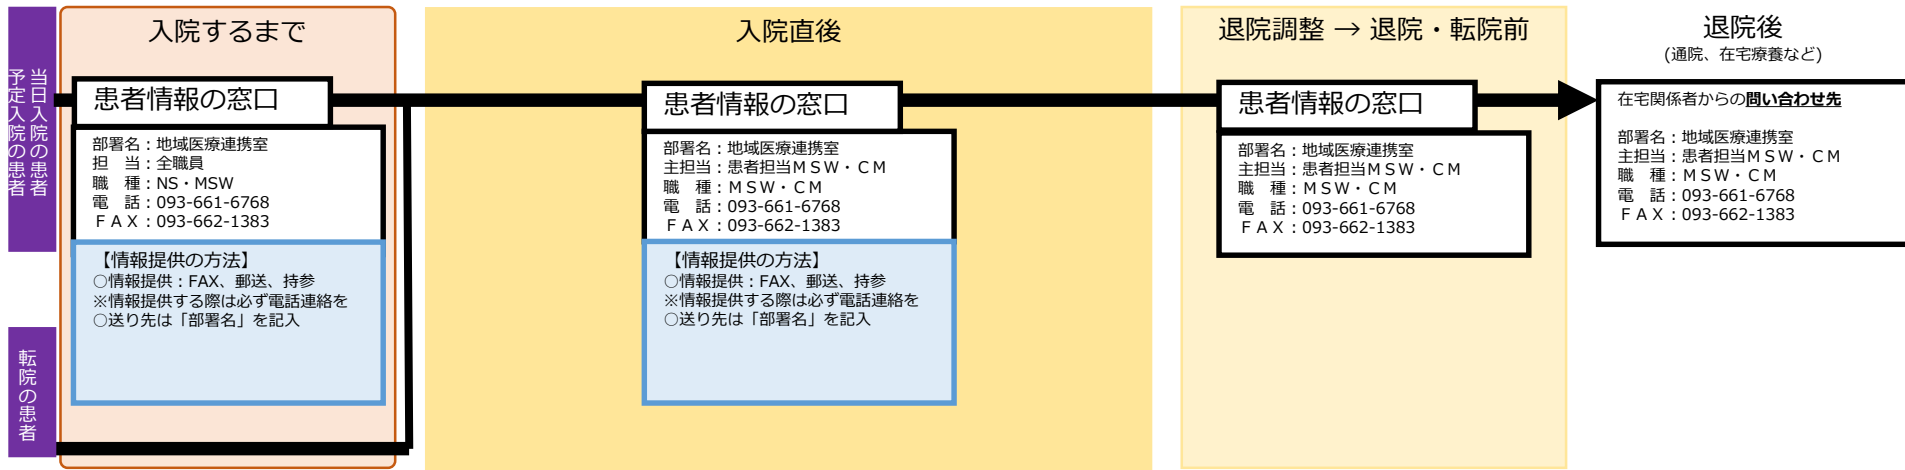 当日入院の患者
予定入院の患者
転院の患者
入院するまで
患者情報の窓口
部署名：地域医療連携室
担　当：全職員
職　種：NS・MSW
電　話：093-661-6768
ＦＡＸ：093-662-1383
【情報提供の方法】
○情報提供：FAX、郵送、持参
※情報提供する際は必ず電話連絡を
○送り先は「部署名」を記入
入院直後
患者情報の窓口
部署名：地域医療連携室
主担当：患者担当ＭＳＷ・ＣＭ
職　種：ＭＳＷ・ＣＭ
電　話：093-661-6768
ＦＡＸ：093-662-1383
【情報提供の方法】
○情報提供：FAX、郵送、持参
※情報提供する際は必ず電話連絡を
○送り先は「部署名」を記入
退院調整 → 退院・転院前
患者情報の窓口
部署名：地域医療連携室
主担当：患者担当ＭＳＷ・ＣＭ
職　種：ＭＳＷ・ＣＭ
電　話：093-661-6768
ＦＡＸ：093-662-1383
退院後
(通院、在宅療養など)
在宅関係者からの問い合わせ先
部署名：地域医療連携室
主担当：患者担当ＭＳＷ・ＣＭ
職　種：ＭＳＷ・ＣＭ
電　話：093-661-6768
ＦＡＸ：093-662-1383